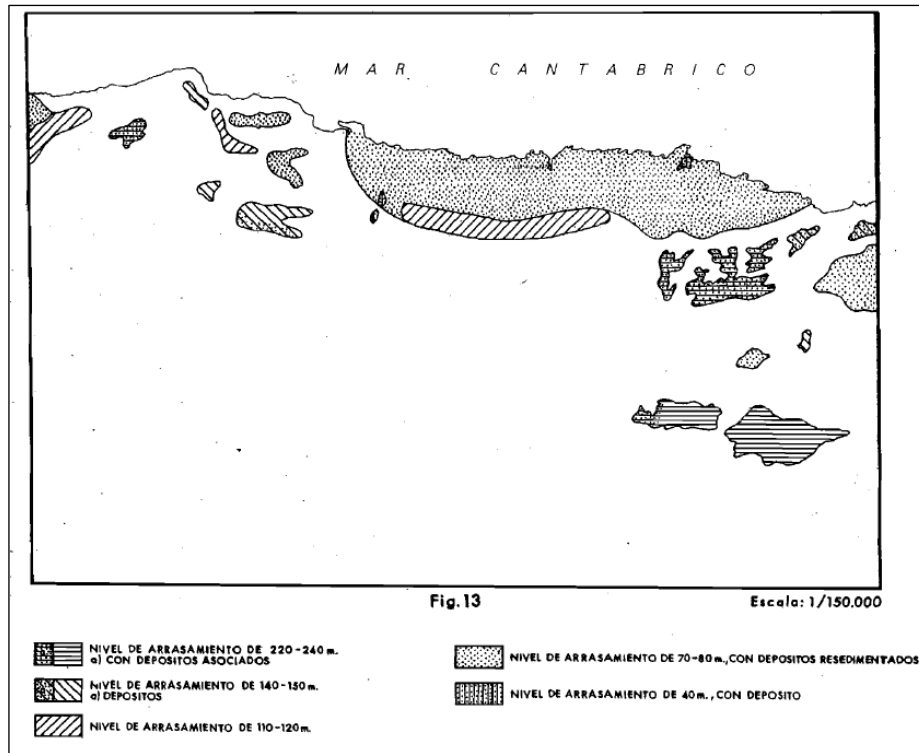 MAR CANTABRICO
Fig.13
Escala: 1/150.000
NIVEL DE ARRASAMIENTO DE 220-240 m.
a) CON DEPOSITOS ASOCIADOS
NIVEL DE ARRASAMIENTO DE 140-150 m.
a) DEPOSITOS
NIVEL DE ARRASAMIENTO DE 110-120 m.
NIVEL DE ARRASAMIENTO DE 70-80 m., CON DEPOSITOS RESEDIMENTADOS
NIVEL DE ARRASAMIENTO DE 40 m., CON DEPOSITO